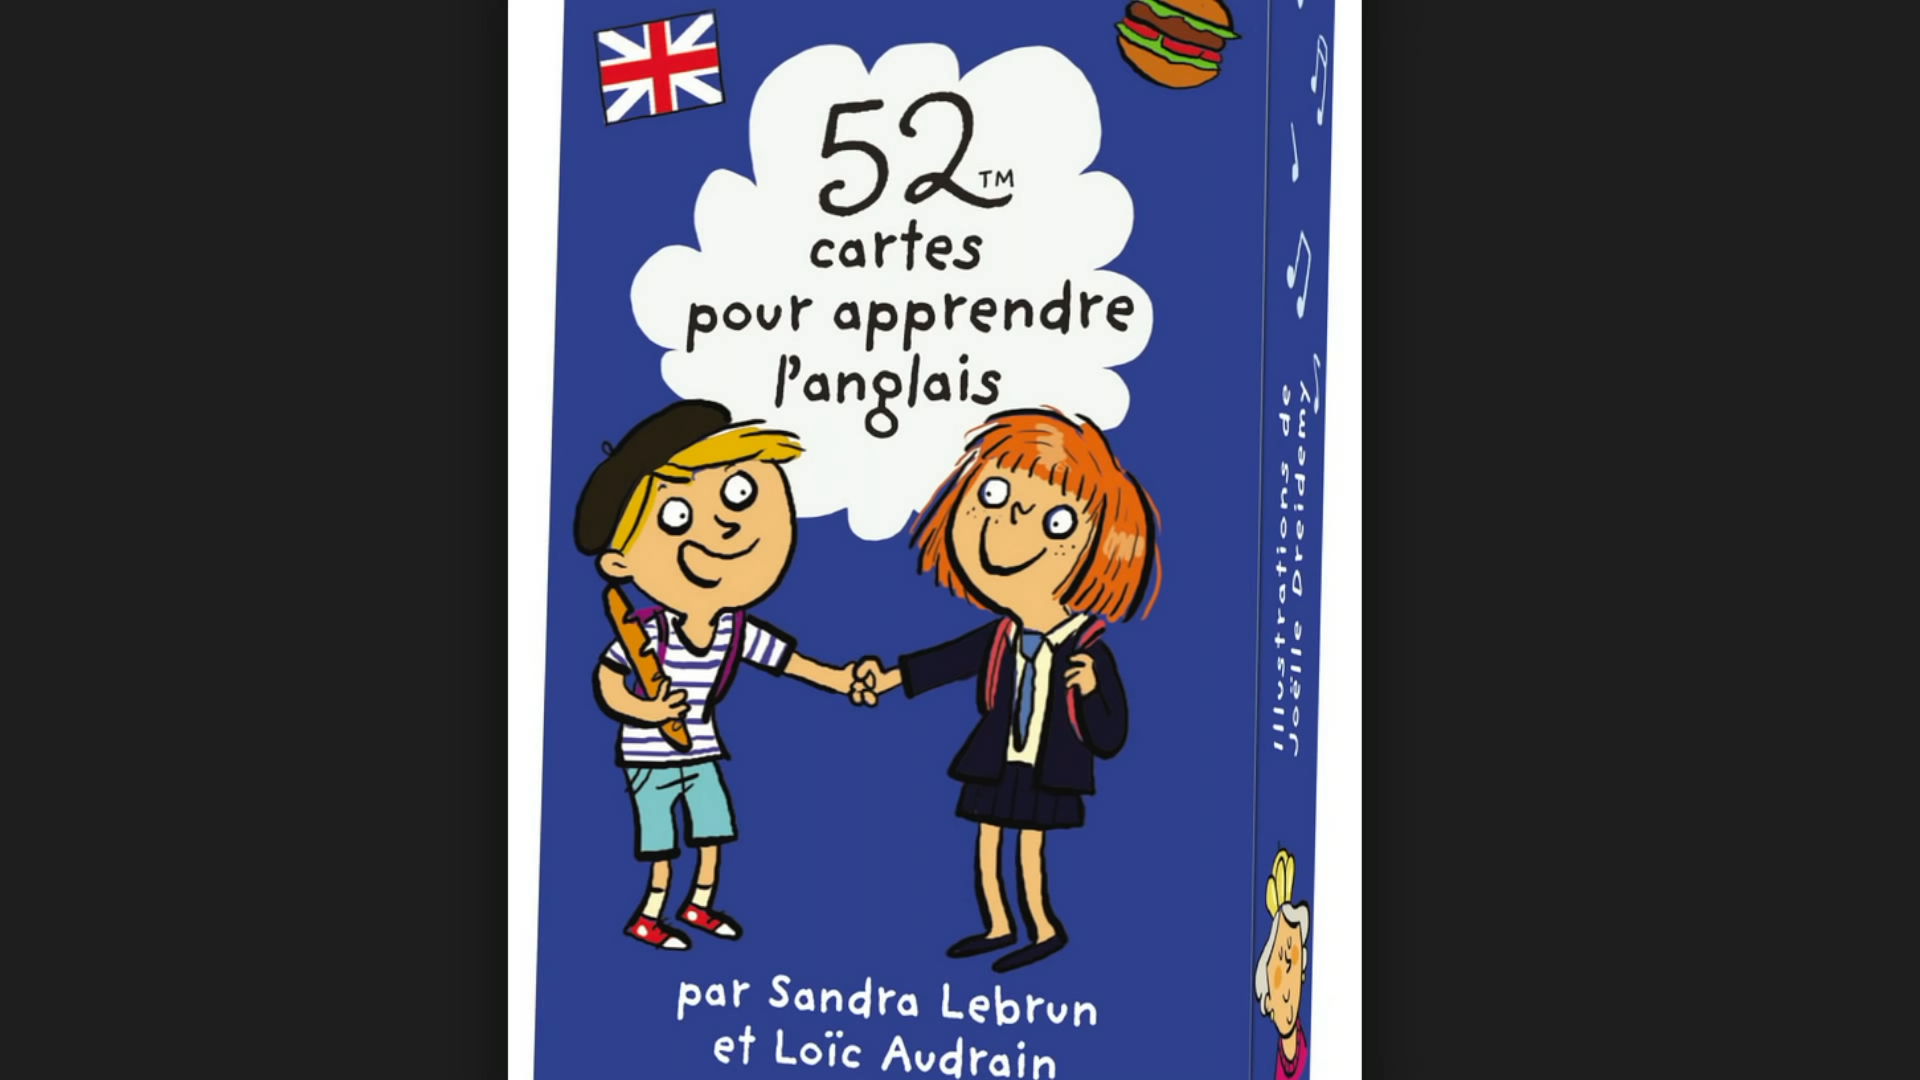 52™
cartes
pour apprendre
l'anglais
par Sandra Lebrun
et Loïc Audrain
Illustrations de
Joëlle Dreidemy